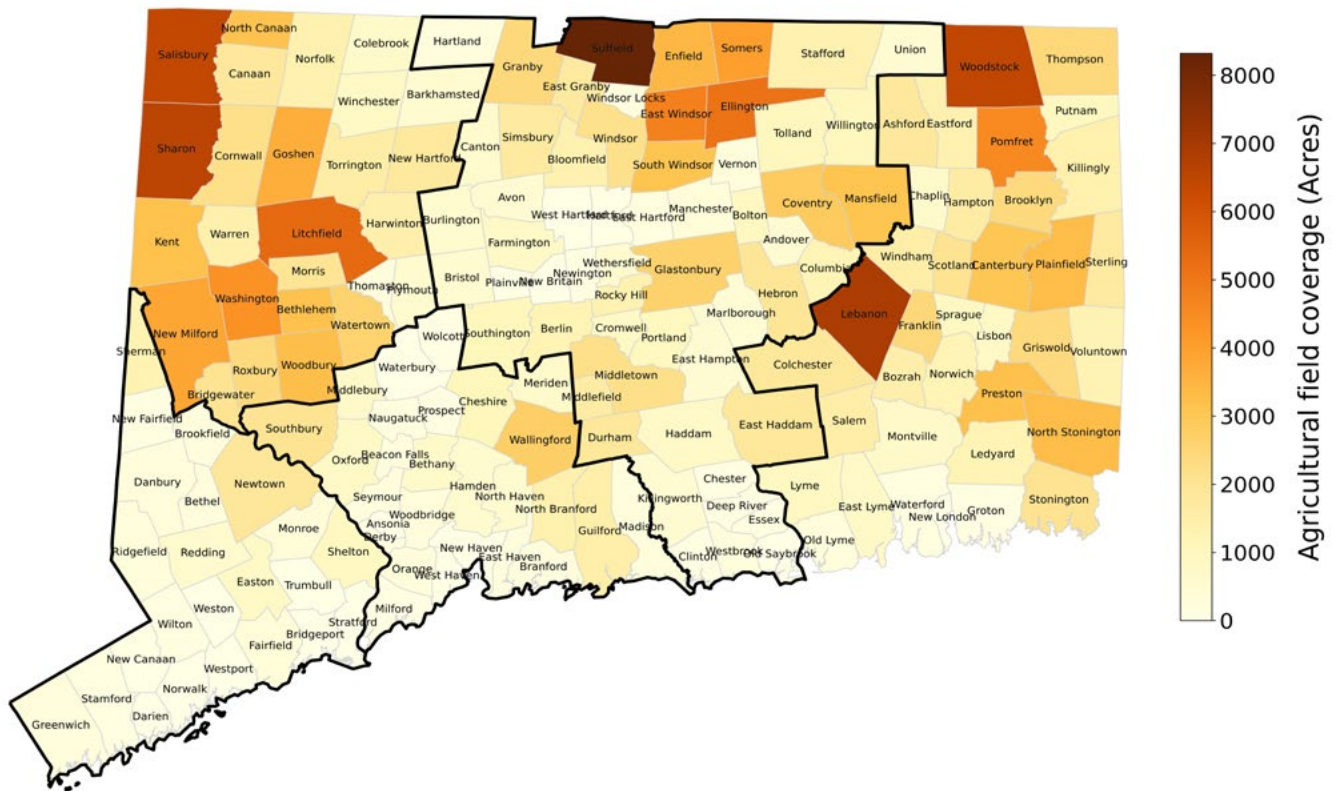 Salisbury
North Canaan
Canaan
Norfolk
Colebrook
Hartland
Granby
Suffield
Enfield
Somers
Stafford
Union
Woodstock
Thompson
Winchester
Barkhamsted
East Granby
Windsor Locks
East Windsor
Ellington
Putnam
Sharon
Cornwall
Goshen
Torrington
New Hartford
Canton
Simsbury
Bloomfield
Windsor
South Windsor
Vernon
Tolland
Willington
Ashford
Eastford
Pomfret
Killingly
Kent
Warren
Litchfield
Harwinton
Burlington
Avon
West Hartford
Hartford
East Hartford
Manchester
Bolton
Coventry
Mansfield
Chaplin
Hampton
Brooklyn
Farmington
Andover
Morris
Thomaston
Plymouth
Bristol
Plainville
New Britain
Newington
Wethersfield
Rocky Hill
Glastonbury
Hebron
Columbia
Windham
Scotland
Canterbury
Plainfield
Sterling
Washington
Bethlehem
Watertown
New Milford
Sherman
Roxbury
Woodbury
Bridgewater
Wolcott
Southington
Berlin
Cromwell
Portland
Marlborough
East Hampton
Lebanon
Franklin
Sprague
Lisbon
Griswold
Voluntown
Waterbury
Middlebury
Meriden
Middletown
Middlefield
Colchester
Bozrah
Norwich
Preston
New Fairfield
Brookfield
Southbury
Naugatuck
Prospect
Cheshire
Wallingford
Durham
Haddam
East Haddam
Salem
Montville
Ledyard
North Stonington
Danbury
Bethel
Newtown
Oxford
Beacon Falls
Bethany
Seymour
Hamden
North Haven
North Branford
Woodbridge
Ansonia
Derby
Guilford
Madison
Killingworth
Chester
Deep River
Essex
Lyme
East Lyme
Waterford
New London
Groton
Stonington
Ridgefield
Redding
Monroe
Shelton
Easton
Trumbull
Orange
New Haven
West Haven
East Haven
Branford
Clinton
Westbrook
Old Saybrook
Old Lyme
Weston
Wilton
Stratford
Milford
Bridgeport
Fairfield
New Canaan
Westport
Norwalk
Stamford
Darien
Greenwich
8000
7000
6000
5000
4000
3000
2000
1000
0
Agricultural field coverage (Acres)